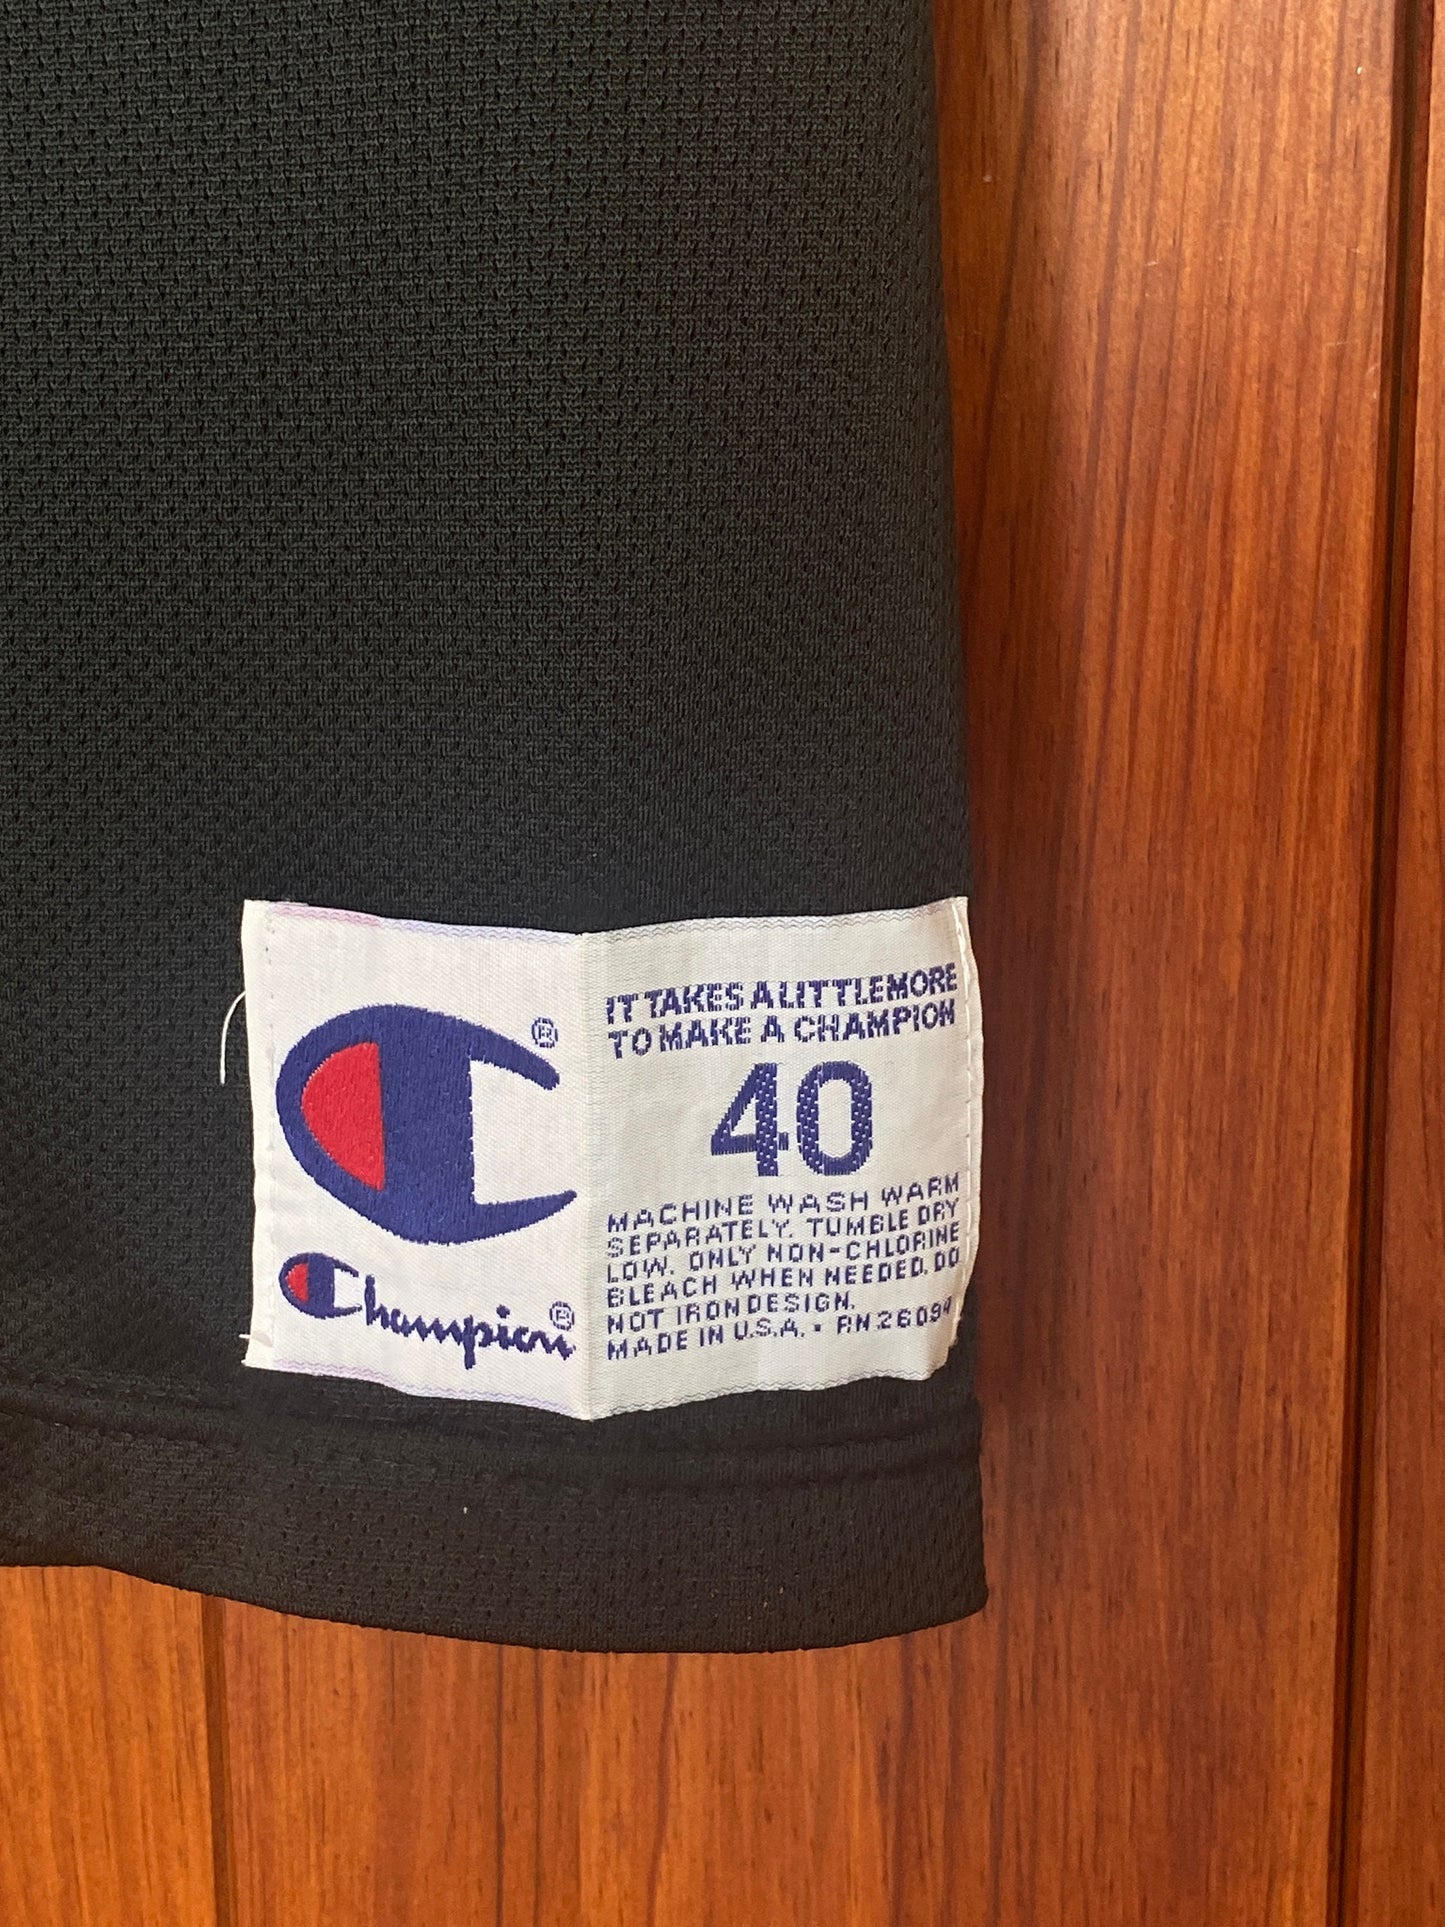 ®
Champion®
IT TAKES A LITTLE MORE
TO MAKE A CHAMPION
40
MACHINE WASH WARM
SEPARATELY. TUMBLE DRY
LOW. ONLY NON-CHLORINE
BLEACH WHEN NEEDED. DO
NOT IRON DESIGN.
MADE IN U.S.A. • RN 26094